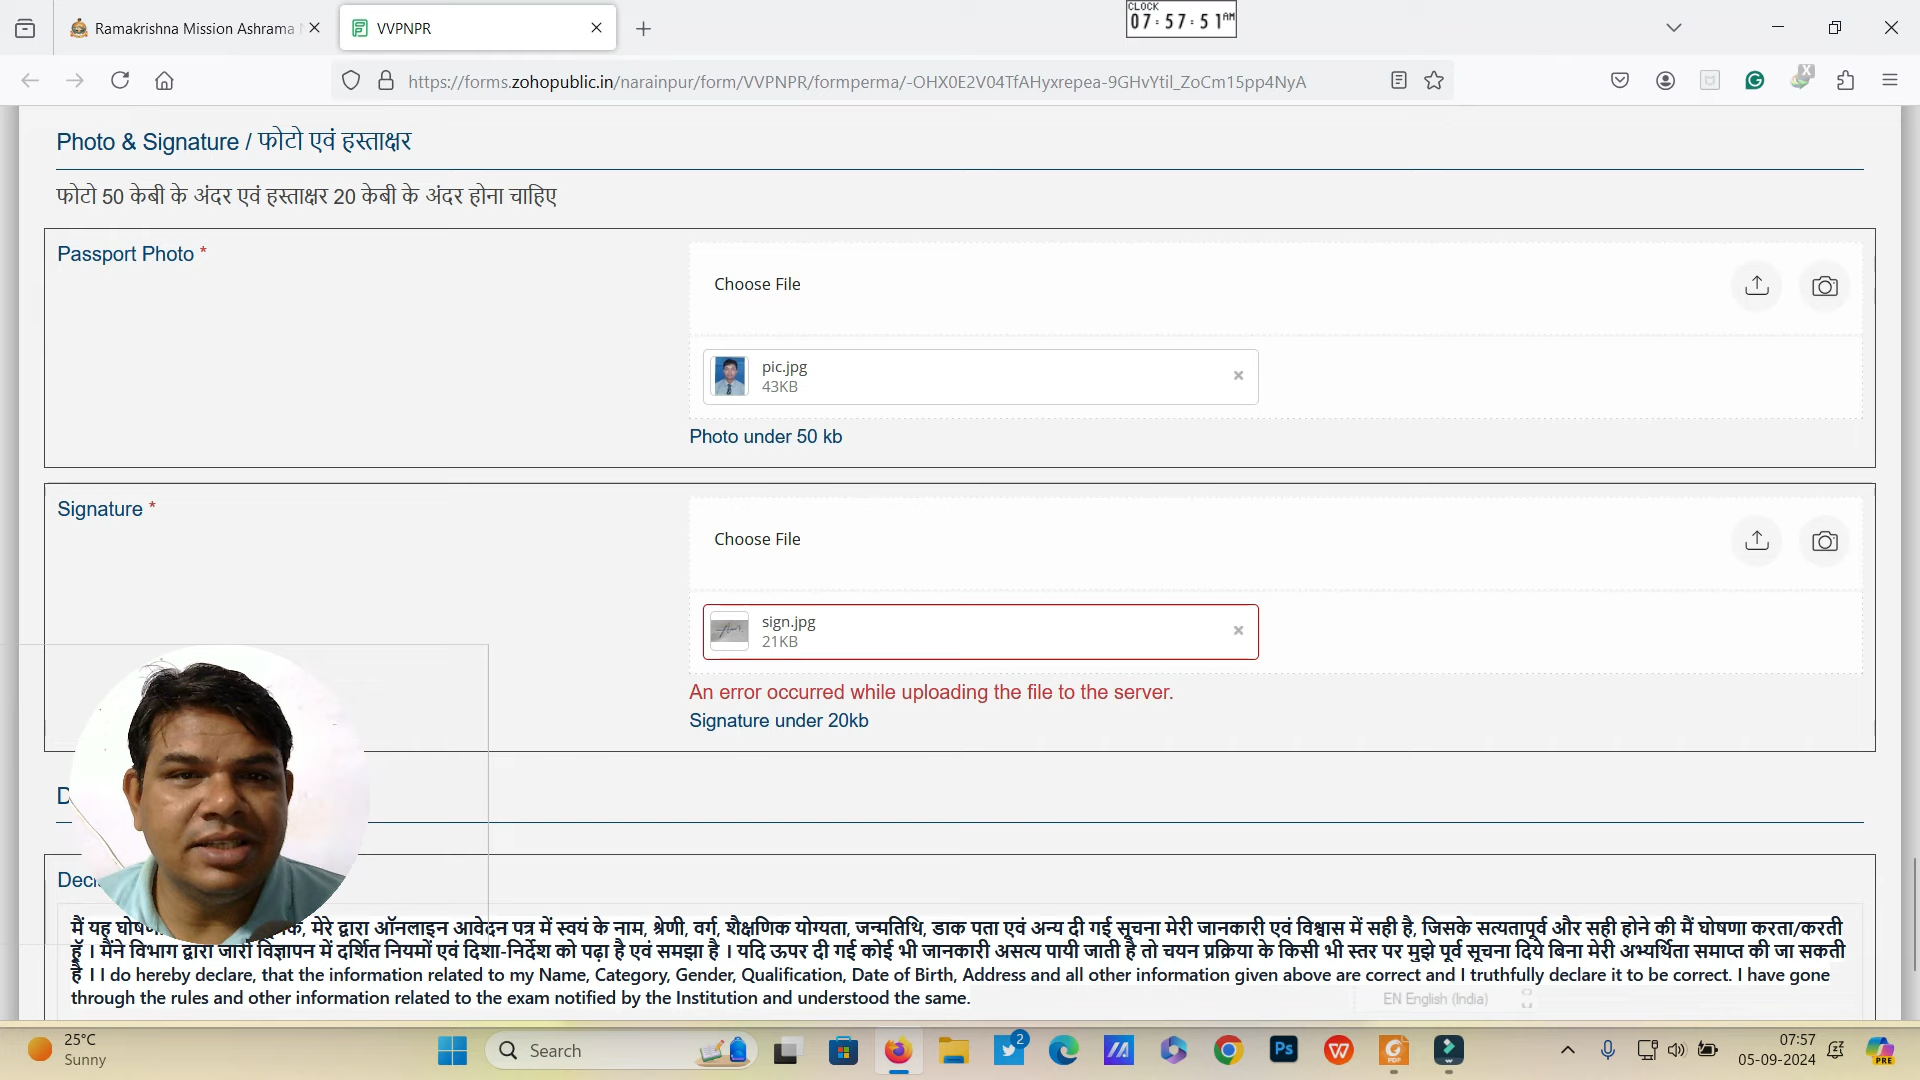 Ramakrishna Mission Ashrama
VVPNPR
CLOCK
07:57:51 AM
https://forms.zohopublic.in/narainpur/form/VVPNPR/formperma/-OHX0E2V04TfAHyxrepea-9GHvYtil_ZoCm15pp4NyA
Photo & Signature / फोटो एवं हस्ताक्षर
फोटो 50 केबी के अंदर एवं हस्ताक्षर 20 केबी के अंदर होना चाहिए
Passport Photo *
Choose File
pic.jpg
43KB
Photo under 50 kb
Signature *
Choose File
sign.jpg
21KB
An error occurred while uploading the file to the server.
Signature under 20kb
मैं यह
मेरे द्वारा ऑनलाइन आवेदन पत्र में स्वयं के नाम, श्रेणी, वर्ग, शैक्षणिक योग्यता, जन्मतिथि, डाक पता एवं अन्य दी गई सूचना मेरी जानकारी एवं विश्वास में सही है, जिसके सत्यतापूर्व और सही होने की मैं घोषणा करता/करती
हूँ । मैंने विभाग द्वारा जारी विज्ञापन में दर्शित नियमों एवं दिशा-निर्देश को पढ़ा है एवं समझा है । यदि ऊपर दी गई कोई भी जानकारी असत्य पायी जाती है तो चयन प्रक्रिया के किसी भी स्तर पर मुझे पूर्व सूचना दिये बिना मेरी अभ्यर्थिता समाप्त की जा सकती
है । I do hereby declare, that the information related to my Name, Category, Gender, Qualification, Date of Birth, Address and all other information given above are correct and I truthfully declare it to be correct. I have gone
through the rules and other information related to the exam notified by the Institution and understood the same.
EN English (India)
25°C
Sunny
Search
2
Ps
PDF
07:57
05-09-2024
PRE